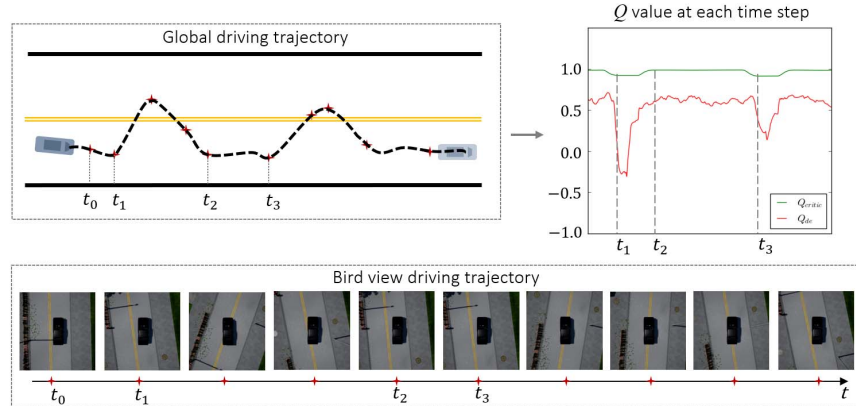 Global driving trajectory
t0 t1 t2 t3
Q value at each time step
1.0
0.5
0.0
−0.5
−1.0
Qcritic
Qde
t1 t2 t3
Bird view driving trajectory
t0 t1 t2 t3 t